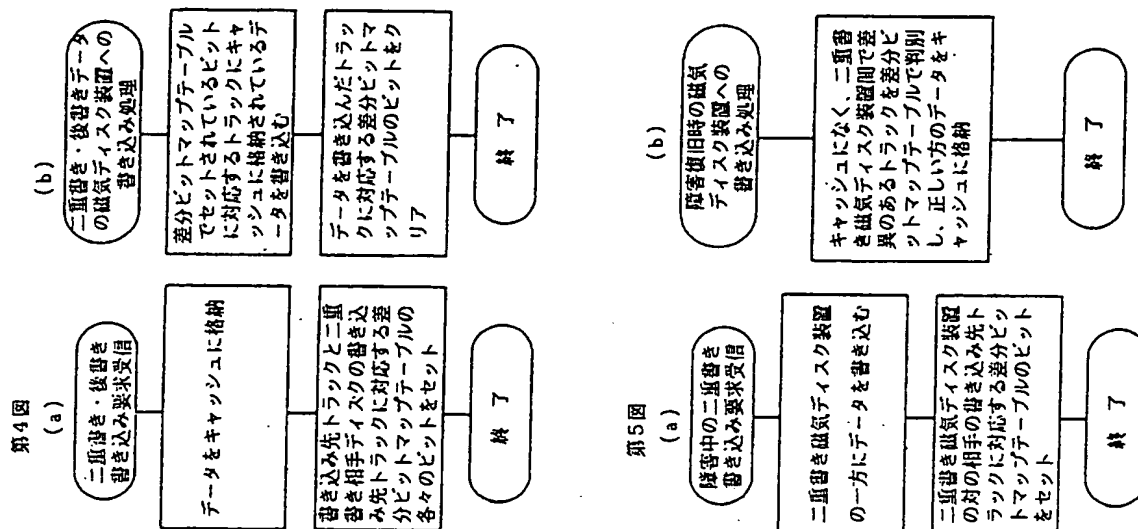 第4図
(a)
二重書き・後書き
書き込み要求受信
データをキャッシュに格納
書き込み先トラックと二重
書き相手ディスクの書き込
み先トラックに対応する差
分ビットマップテーブルの
各々のビットをセット
終 了
(b)
二重書き・後書きデータ
の磁気ディスク装置への
書き込み処理
差分ビットマップテーブル
でセットされているビット
に対応するトラックにキャ
ッシュに格納されているデ
ータを書き込む
データを書き込んだトラッ
クに対応する差分ビットマ
ップテーブルのビットをク
リア
終 了
第5図
(a)
障害中の二重書き
書き込み要求受信
二重書き磁気ディスク装置
の一方にデータを書き込む
二重書き磁気ディスク装置
の対の相手の書き込み先ト
ラックに対応する差分ビッ
トマップテーブルのビット
をセット
終 了
(b)
障害復旧時の磁気
ディスク装置への
書き込み処理
キャッシュになく、二重書
き磁気ディスク装置間で差
異のあるトラックを差分ビ
ットマップテーブルで判別
し、正しい方のデータをキ
ャッシュに格納
終 了